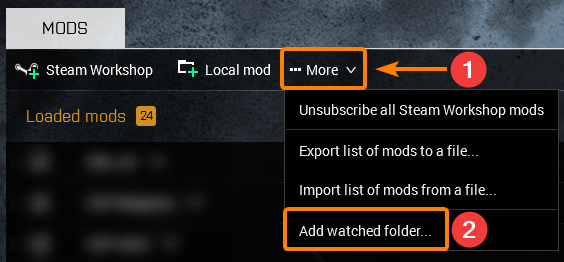 MODS
Steam Workshop
Local mod
More
1
Loaded mods 24
Unsubscribe all Steam Workshop mods
Export list of mods to a file...
Import list of mods from a file...
Add watched folder...
2